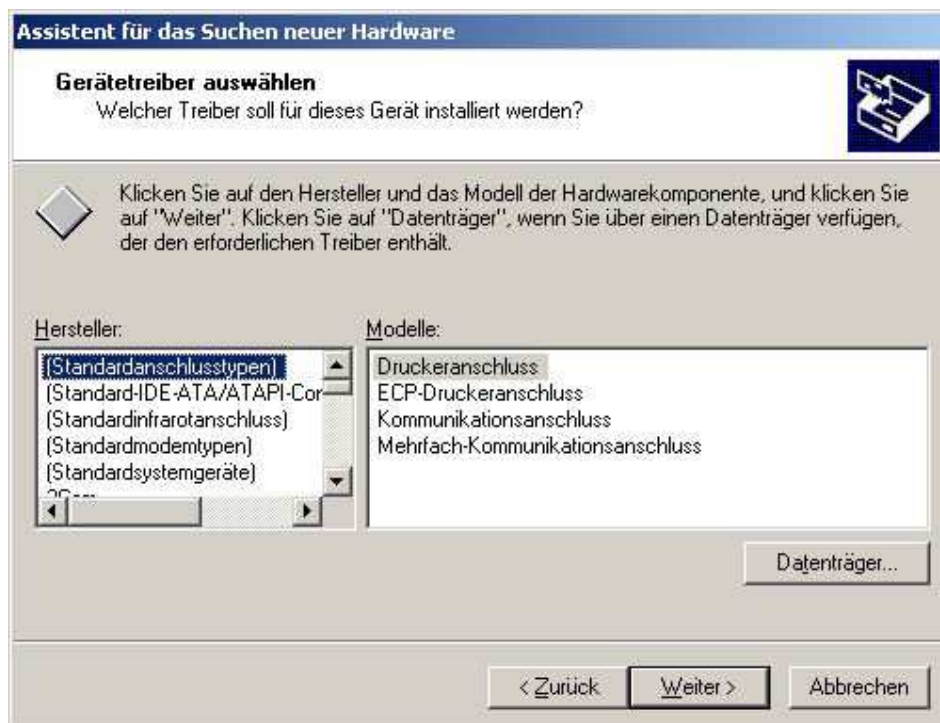 Assistent für das Suchen neuer Hardware
Gerätetreiber auswählen
Welcher Treiber soll für dieses Gerät installiert werden?
Klicken Sie auf den Hersteller und das Modell der Hardwarekomponente, und klicken Sie
auf "Weiter". Klicken Sie auf "Datenträger", wenn Sie über einen Datenträger verfügen,
der den erforderlichen Treiber enthält.
Hersteller:
(Standardanschlusstypen)
(Standard-IDE-ATA/ATAPI-Con
(Standardinfrarotanschluss)
(Standardmodemtypen)
(Standardsystemgeräte)
Modelle:
Druckeranschluss
ECP-Druckeranschluss
Kommunikationsanschluss
Mehrfach-Kommunikationsanschluss
Datenträger...
< Zurück
Weiter >
Abbrechen